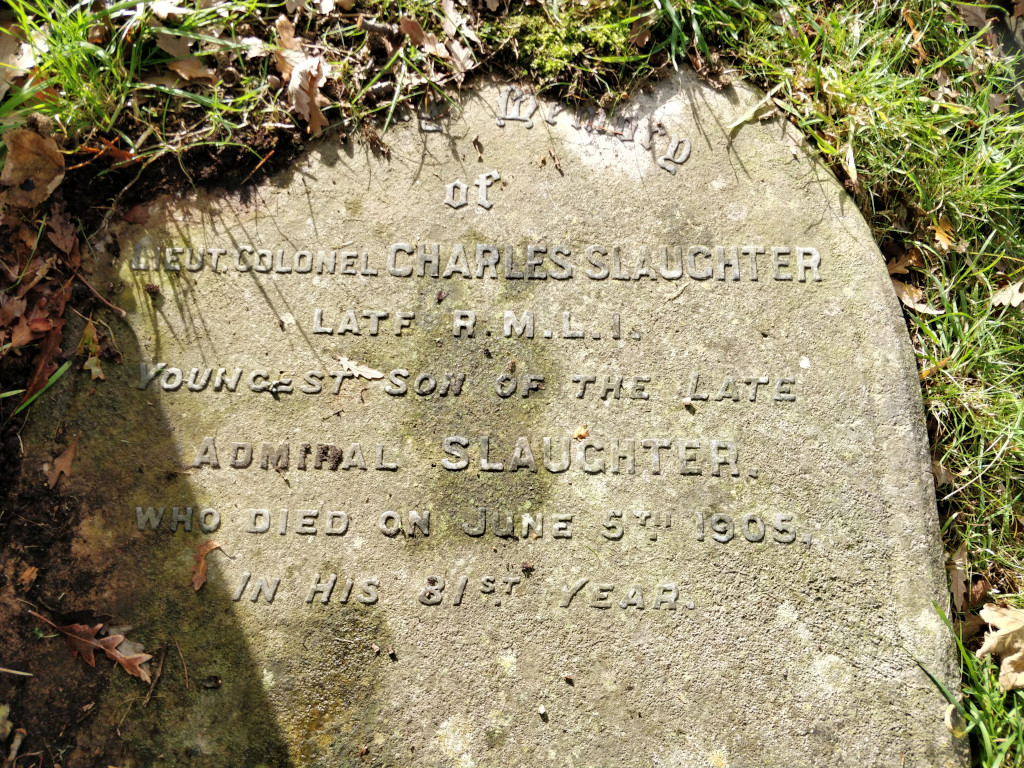 Memory
of
LIEUT. COLONEL CHARLES SLAUGHTER
LATE R.M.L.I.
YOUNGEST SON OF THE LATE
ADMIRAL SLAUGHTER,
WHO DIED ON JUNE 5TH 1905,
IN HIS 81ST YEAR.